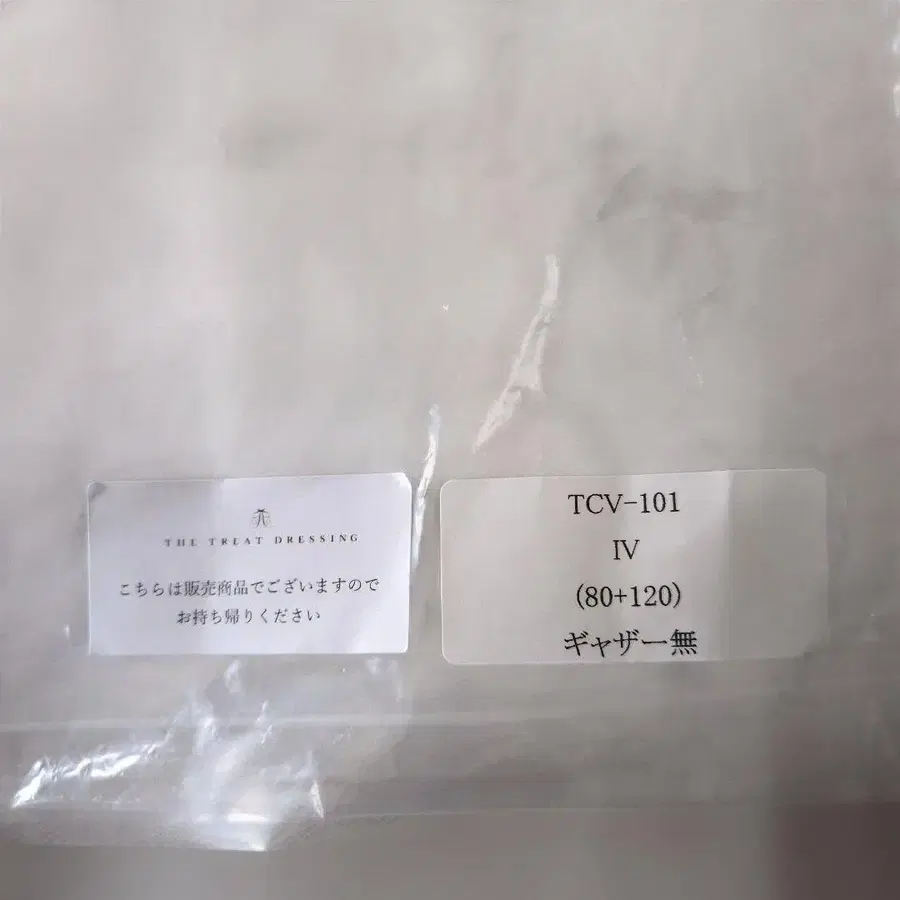 THE TREAT DRESSING
こちらは販売商品でございますので
お持ち帰りください
TCV-101
IV
(80+120)
ギャザー無